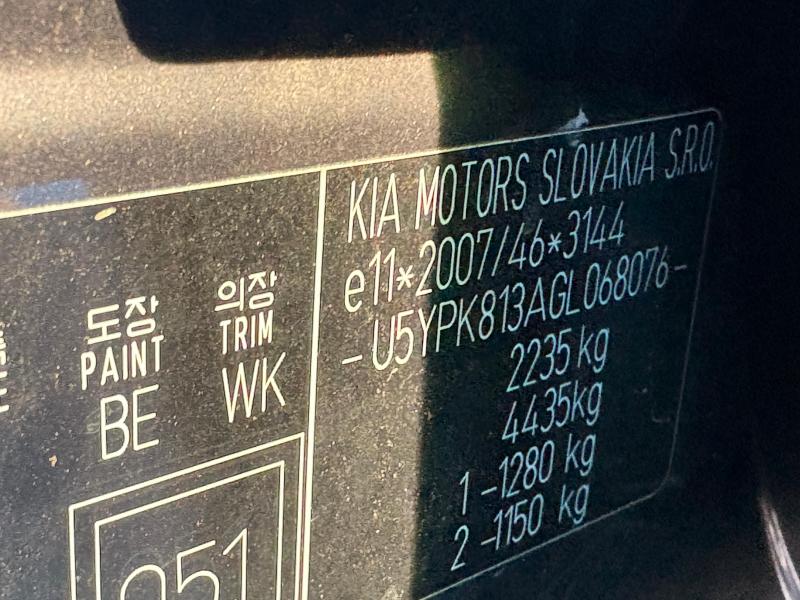 KIA MOTORS SLOVAKIA S.R.O.
e11*2007/46*3144
-U5YPK813AGL068076-
2235 kg
4435kg
1 -1280 kg
2 -1150 kg
도장 의장
PAINT TRIM
BE WK